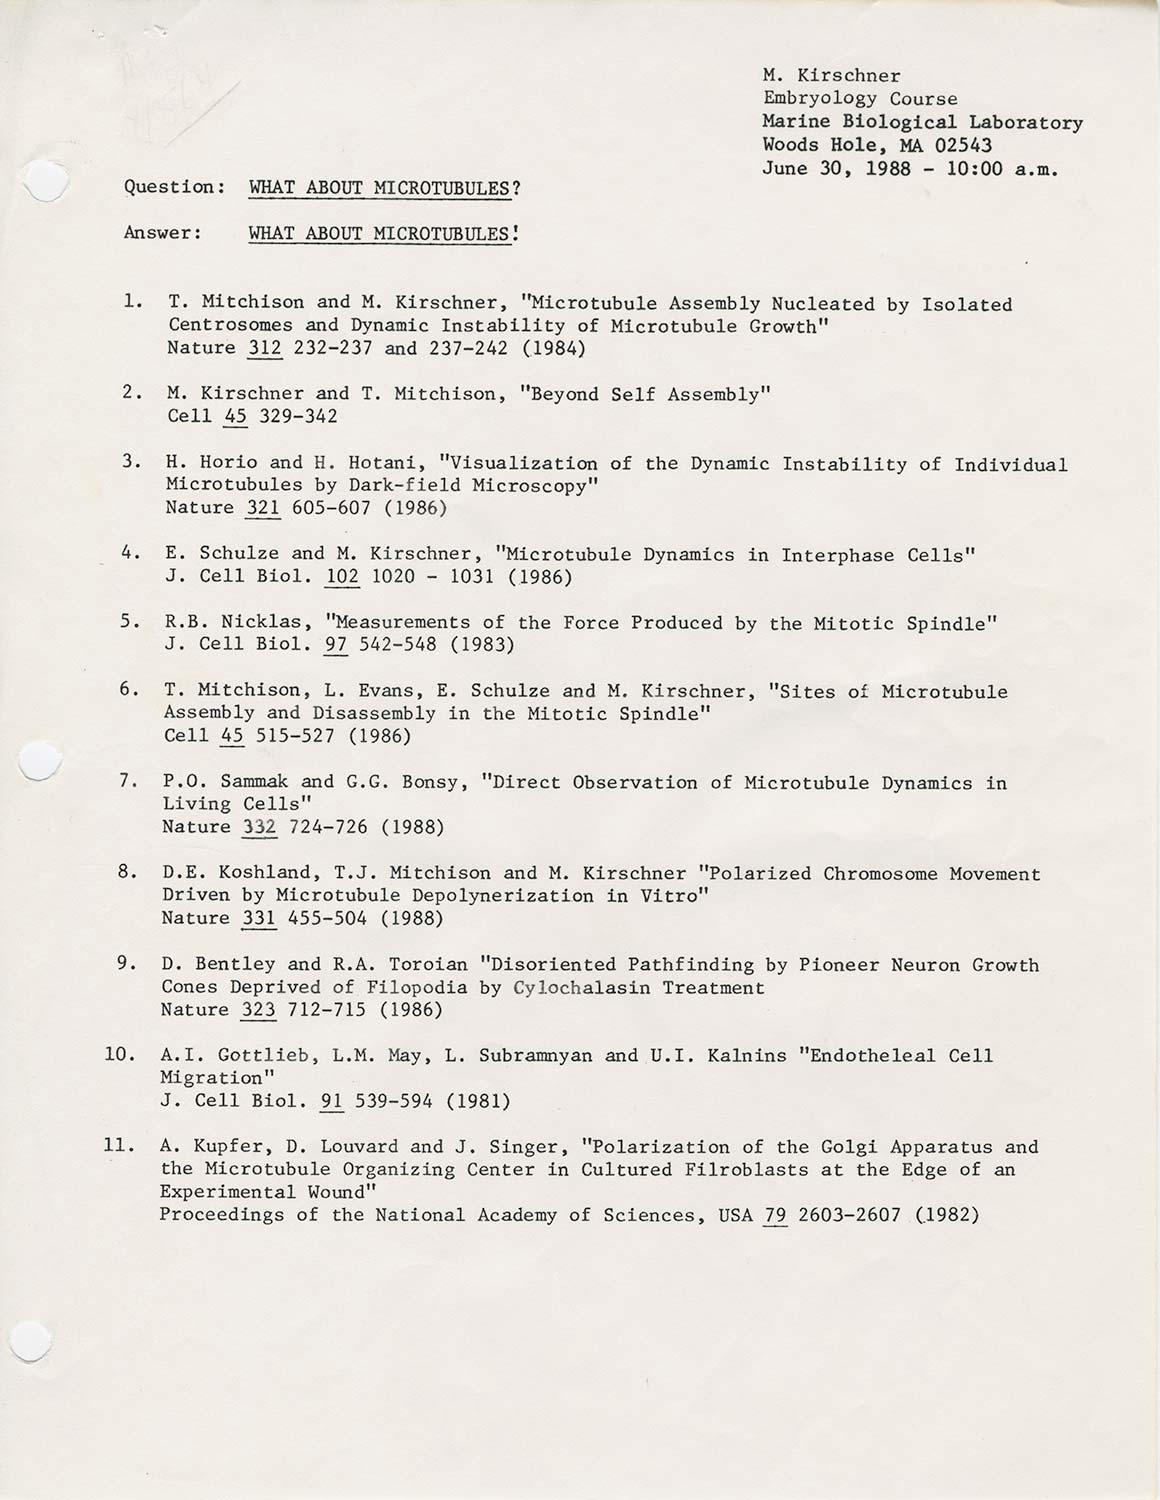 M. Kirschner
Embryology Course
Marine Biological Laboratory
Woods Hole, MA 02543
June 30, 1988 - 10:00 a.m.
Question: WHAT ABOUT MICROTUBULES?
Answer: WHAT ABOUT MICROTUBULES!
1. T. Mitchison and M. Kirschner, "Microtubule Assembly Nucleated by Isolated
Centrosomes and Dynamic Instability of Microtubule Growth"
Nature 312 232-237 and 237-242 (1984)
2. M. Kirschner and T. Mitchison, "Beyond Self Assembly"
Cell 45 329-342
3. H. Horio and H. Hotani, "Visualization of the Dynamic Instability of Individual
Microtubules by Dark-field Microscopy"
Nature 321 605-607 (1986)
4. E. Schulze and M. Kirschner, "Microtubule Dynamics in Interphase Cells"
J. Cell Biol. 102 1020 - 1031 (1986)
5. R.B. Nicklas, "Measurements of the Force Produced by the Mitotic Spindle"
J. Cell Biol. 97 542-548 (1983)
6. T. Mitchison, L. Evans, E. Schulze and M. Kirschner, "Sites of Microtubule
Assembly and Disassembly in the Mitotic Spindle"
Cell 45 515-527 (1986)
7. P.O. Sammak and G.G. Bonsy, "Direct Observation of Microtubule Dynamics in
Living Cells"
Nature 332 724-726 (1988)
8. D.E. Koshland, T.J. Mitchison and M. Kirschner "Polarized Chromosome Movement
Driven by Microtubule Depolynerization in Vitro"
Nature 331 455-504 (1988)
9. D. Bentley and R.A. Toroian "Disoriented Pathfinding by Pioneer Neuron Growth
Cones Deprived of Filopodia by Cylochalasin Treatment
Nature 323 712-715 (1986)
10. A.I. Gottlieb, L.M. May, L. Subramnyan and U.I. Kalnins "Endotheleal Cell
Migration"
J. Cell Biol. 91 539-594 (1981)
11. A. Kupfer, D. Louvard and J. Singer, "Polarization of the Golgi Apparatus and
the Microtubule Organizing Center in Cultured Filroblasts at the Edge of an
Experimental Wound"
Proceedings of the National Academy of Sciences, USA 79 2603-2607 (1982)